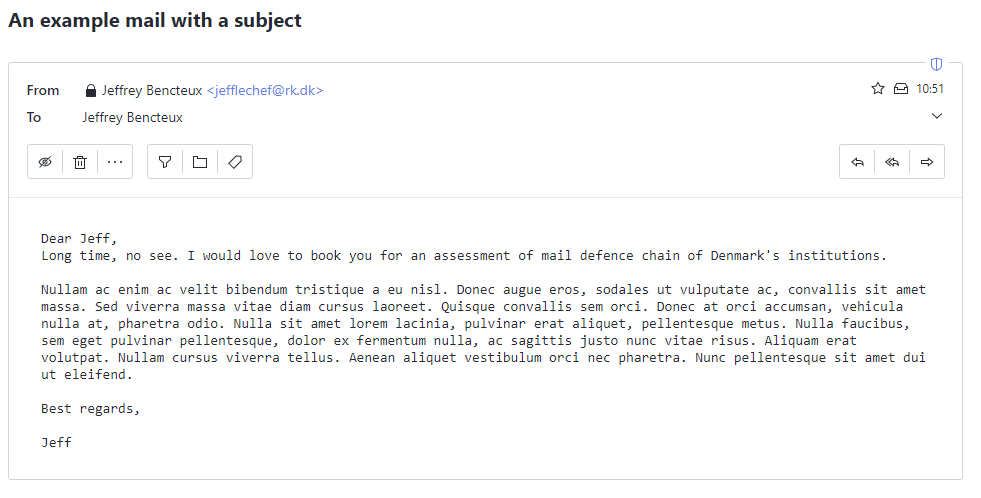 An example mail with a subject
From Jeffrey Bencteux <jefflechef@rk.dk> 10:51
To Jeffrey Bencteux
Dear Jeff,
Long time, no see. I would love to book you for an assessment of mail defence chain of Denmark's institutions.
Nullam ac enim ac velit bibendum tristique a eu nisl. Donec augue eros, sodales ut vulputate ac, convallis sit amet
massa. Sed viverra massa vitae diam cursus laoreet. Quisque convallis sem orci. Donec at orci accumsan, vehicula
nulla at, pharetra odio. Nulla sit amet lorem lacinia, pulvinar erat aliquet, pellentesque metus. Nulla faucibus,
sem eget pulvinar pellentesque, dolor ex fermentum nulla, ac sagittis justo nunc vitae risus. Aliquam erat
volutpat. Nullam cursus viverra tellus. Aenean aliquet vestibulum orci nec pharetra. Nunc pellentesque sit amet dui
ut eleifend.
Best regards,
Jeff